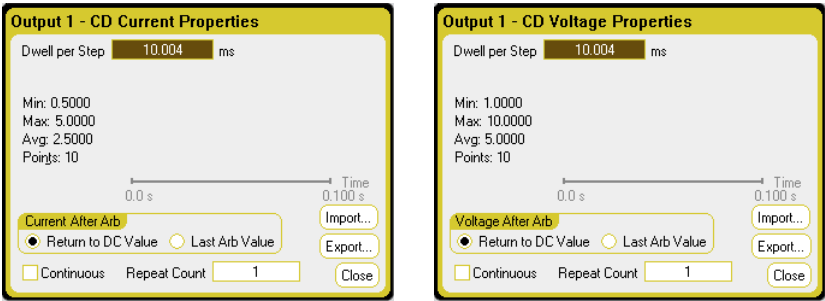 Output 1 - CD Current Properties
Dwell per Step 10.004 ms
Min: 0.5000
Max: 5.0000
Avg: 2.5000
Points: 10
Time
0.0 s 0.100 s
Current After Arb
Return to DC Value Last Arb Value
Continuous Repeat Count 1
Import...
Export...
Close
Output 1 - CD Voltage Properties
Dwell per Step 10.004 ms
Min: 1.0000
Max: 10.0000
Avg: 5.0000
Points: 10
Time
0.0 s 0.100 s
Voltage After Arb
Return to DC Value Last Arb Value
Continuous Repeat Count 1
Import...
Export...
Close